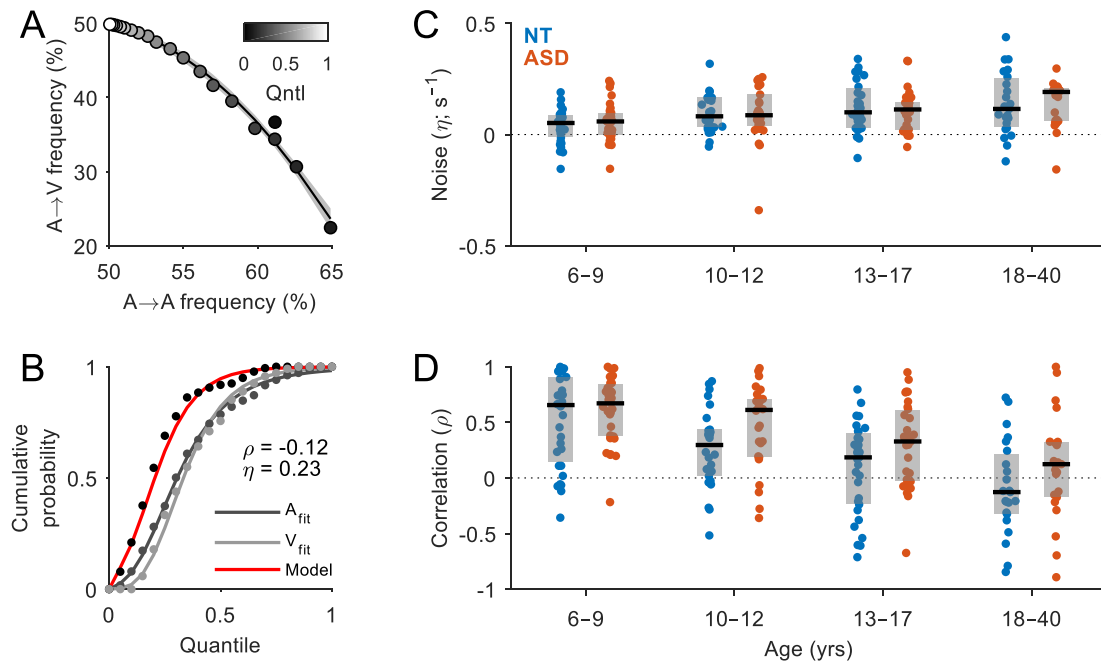 A
50
40
30
20
A→V frequency (%)
50 55 60 65
A→A frequency (%)
0 0.5 1
Qntl
B
1
0.5
0
Cumulative
probability
ρ = -0.12
η = 0.23
A fit
V fit
Model
0 0.5 1
Quantile
C
NT
ASD
0.5
0
-0.5
Noise (η; s⁻¹)
6–9 10–12 13–17 18–40
D
1
0.5
0
-0.5
-1
Correlation (ρ)
6–9 10–12 13–17 18–40
Age (yrs)